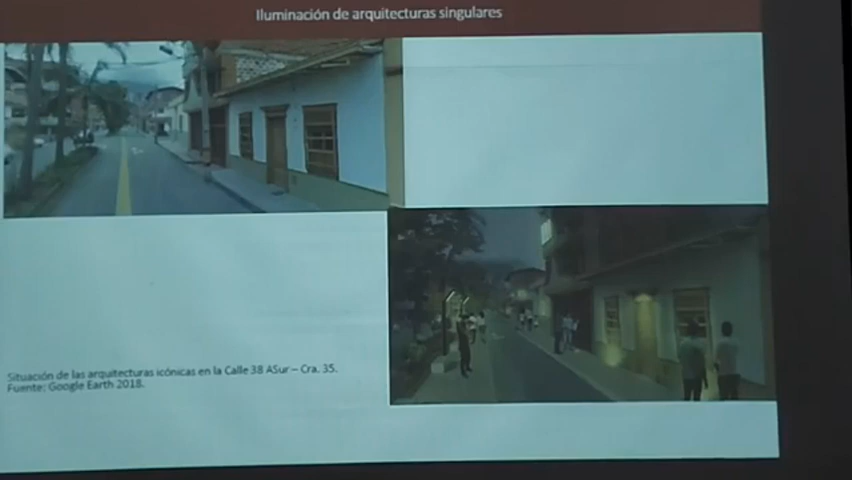 Iluminación de arquitecturas singulares
Situación de las arquitecturas icónicas en la Calle 38 ASur – Cra. 35.
Fuente: Google Earth 2018.